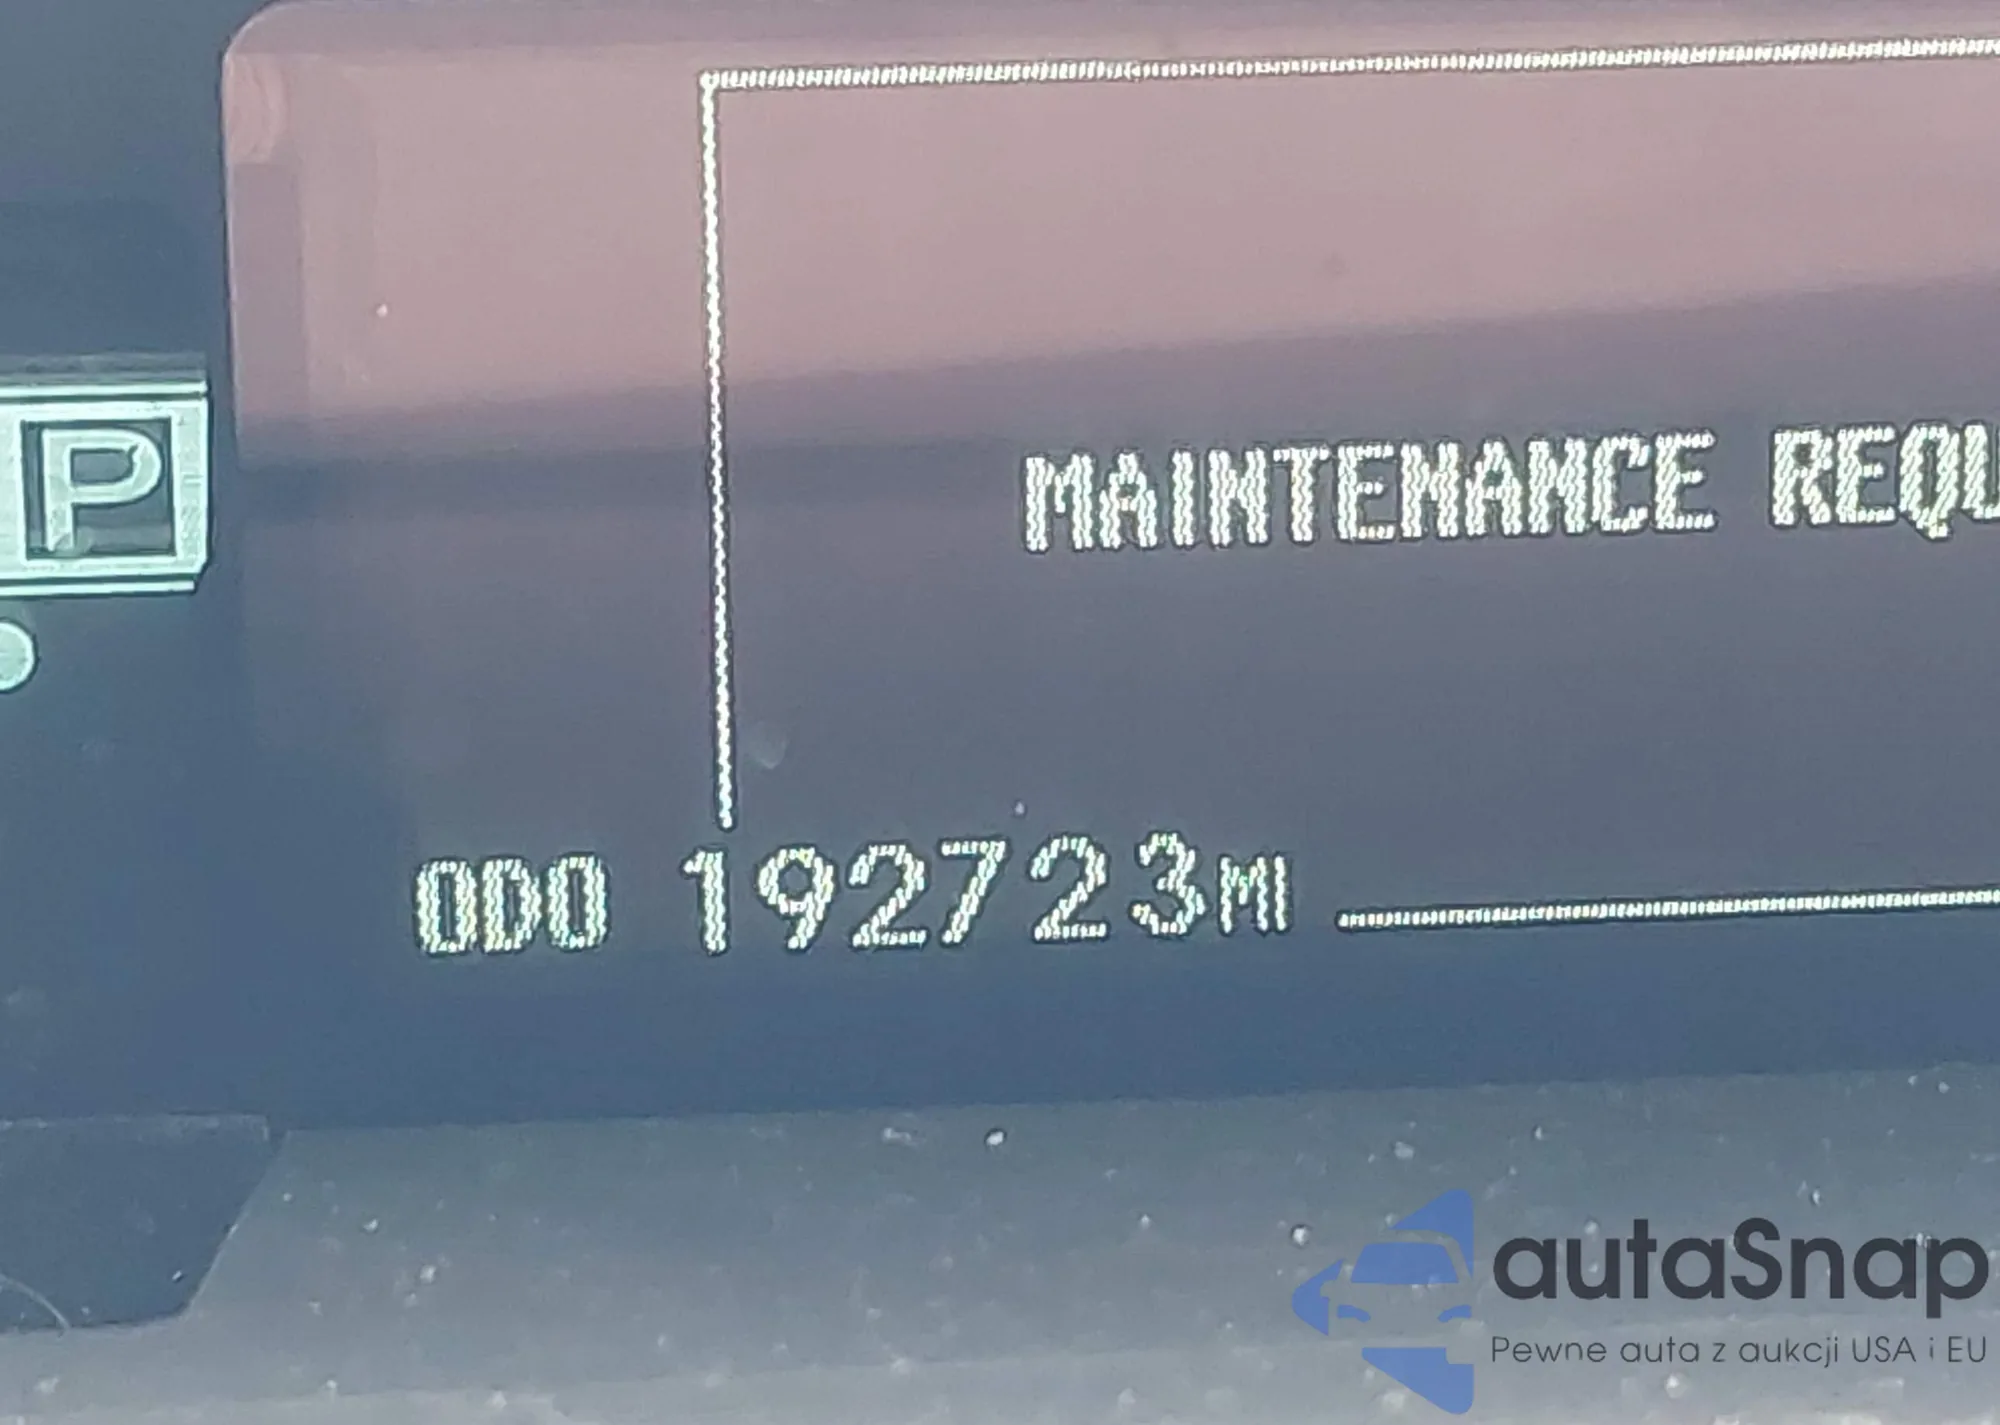 MAINTENANCE REQU
P
ODO 192723MI
autaSnap
Pewne auta z aukcji USA i EU